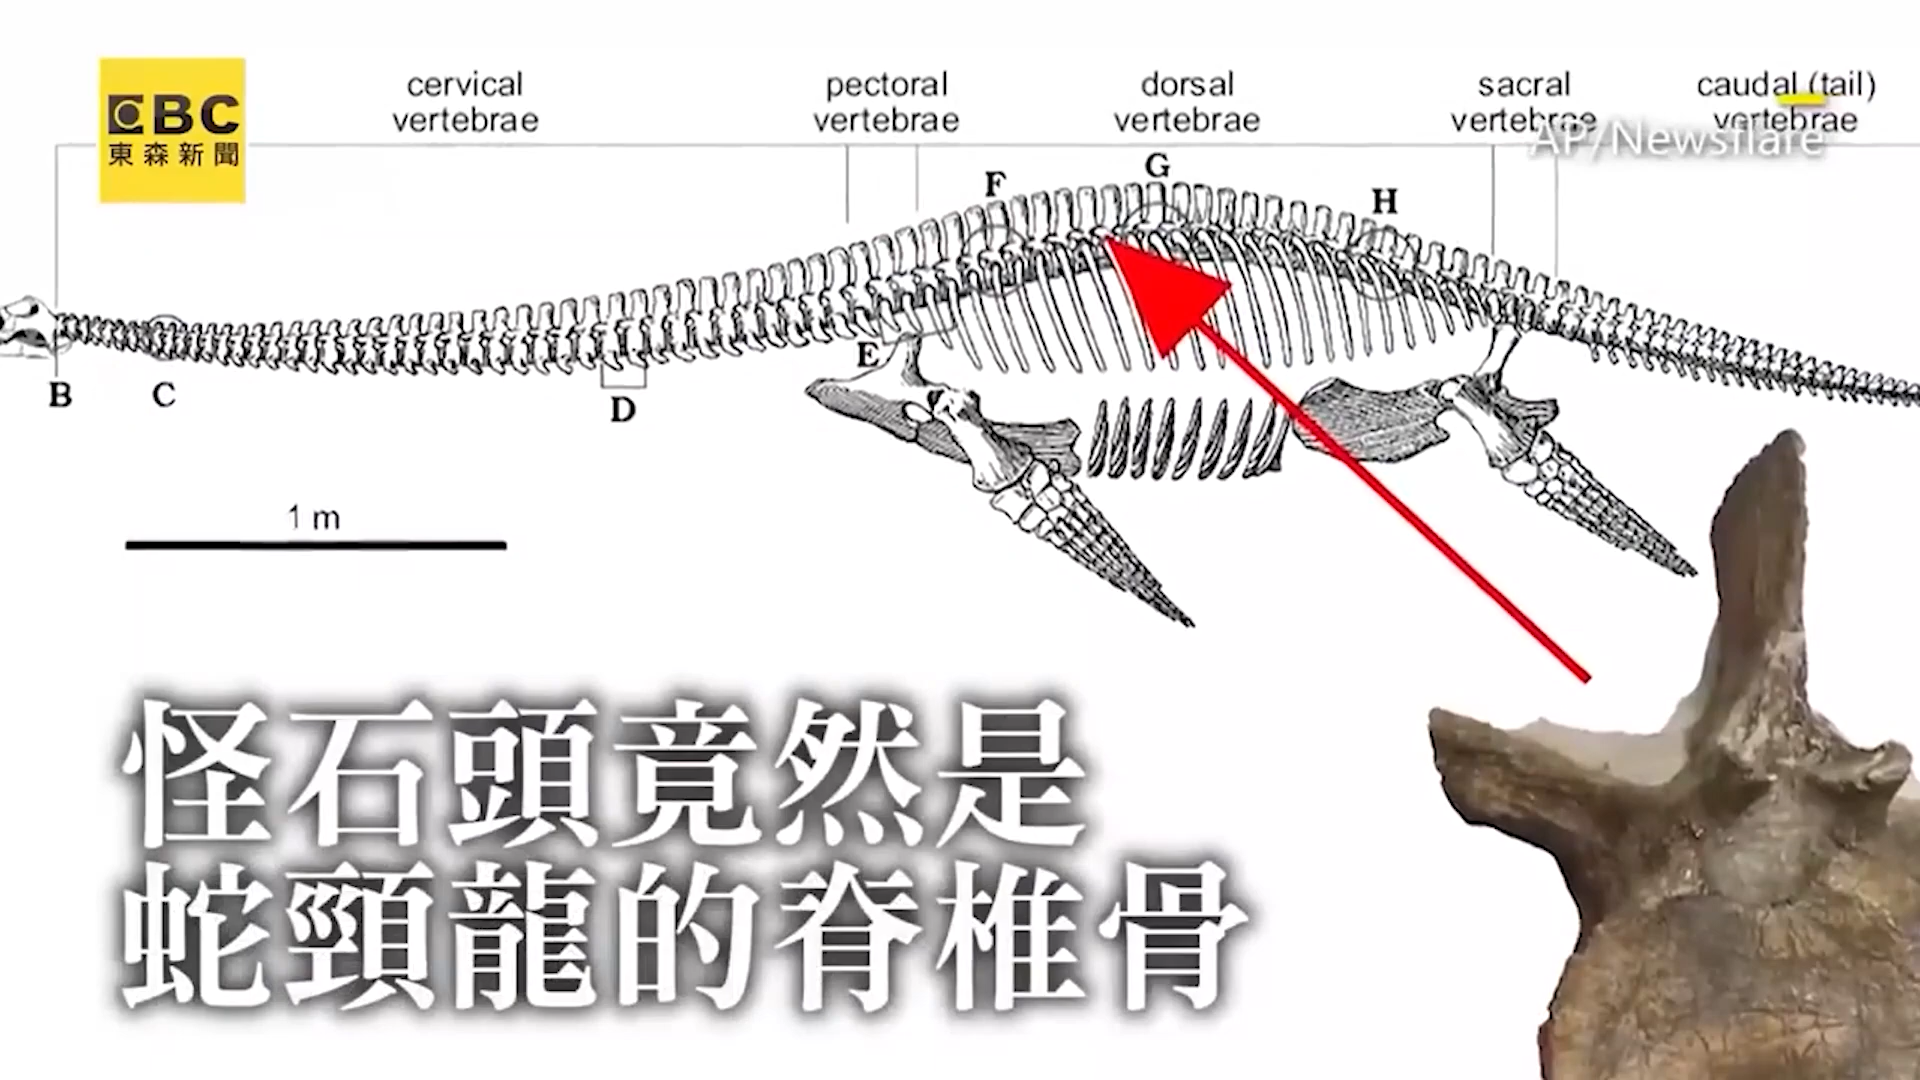 EBC
東森新聞
cervical
vertebrae
pectoral
vertebrae
dorsal
vertebrae
sacral
vertebrae
caudal (tail)
vertebrae
AP/Newsflare
F
G
H
E
B
C
D
1 m
怪石頭竟然是
蛇頸龍的脊椎骨